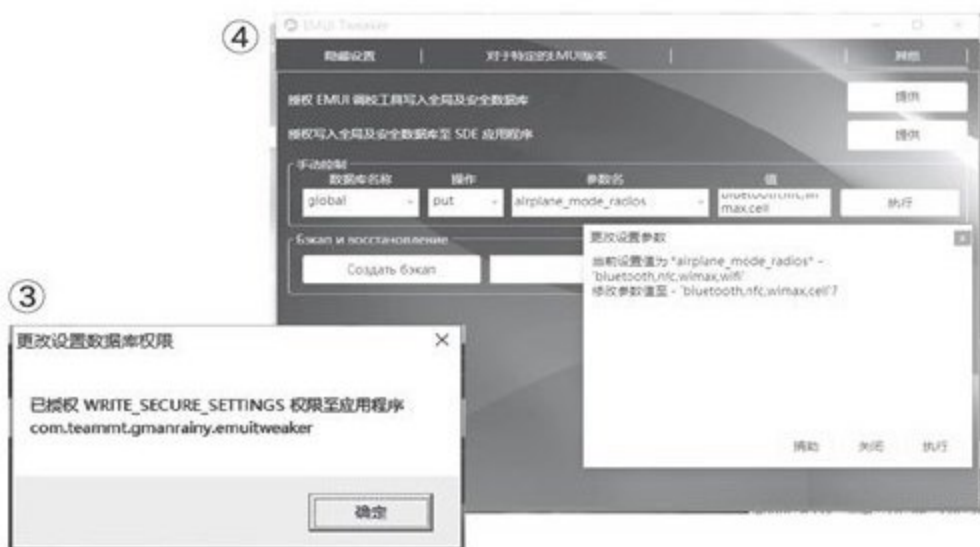 ④
EMUI Tweaker
隐藏设置 | 对于特定的EMUI版本 | 其他 |
授权 EMUI 调校工具写入全局及安全数据库 提供
授权写入全局及安全数据库至 SDE 应用程序 提供
手动控制
数据库名称 操作 参数名 值
global put airplane_mode_radios bluetooth,nfc,wi
max,cell 执行
Бэкап и восстановление
Создать бэкап
更改设置参数
当前设置值为 "airplane_mode_radios" -
'bluetooth,nfc,wimax,wifi'
修改参数值至 - 'bluetooth,nfc,wimax,cell'?
捐助 关闭 执行
③
更改设置数据库权限
已授权 WRITE_SECURE_SETTINGS 权限至应用程序
com.teammt.gmanrainy.emuitweaker
确定